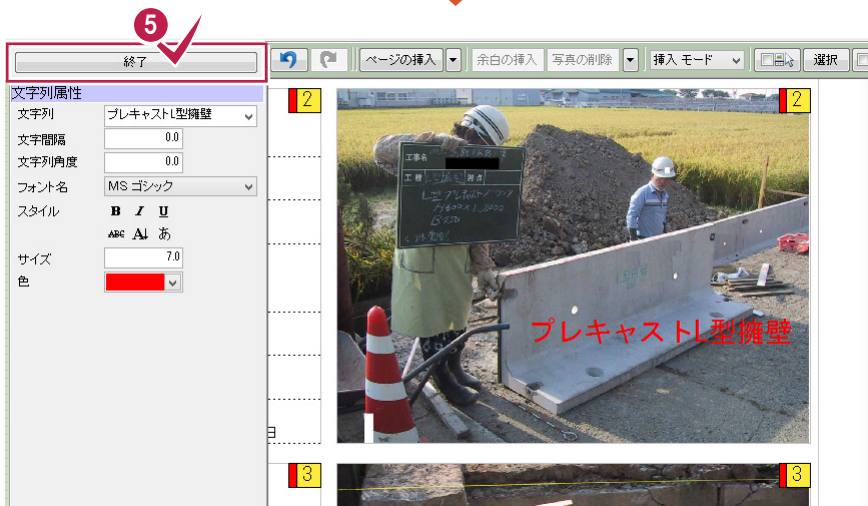 5
終了
ページの挿入 余白の挿入 写真の削除 挿入モード 選択
文字列属性
文字列 プレキャストL型擁壁
文字間隔 0.0
文字列角度 0.0
フォント名 MS ゴシック
スタイル B I U
ABC A あ
サイズ 7.0
色
2
2
工事名
工種 測点
プレキャストL型擁壁
日
3
3